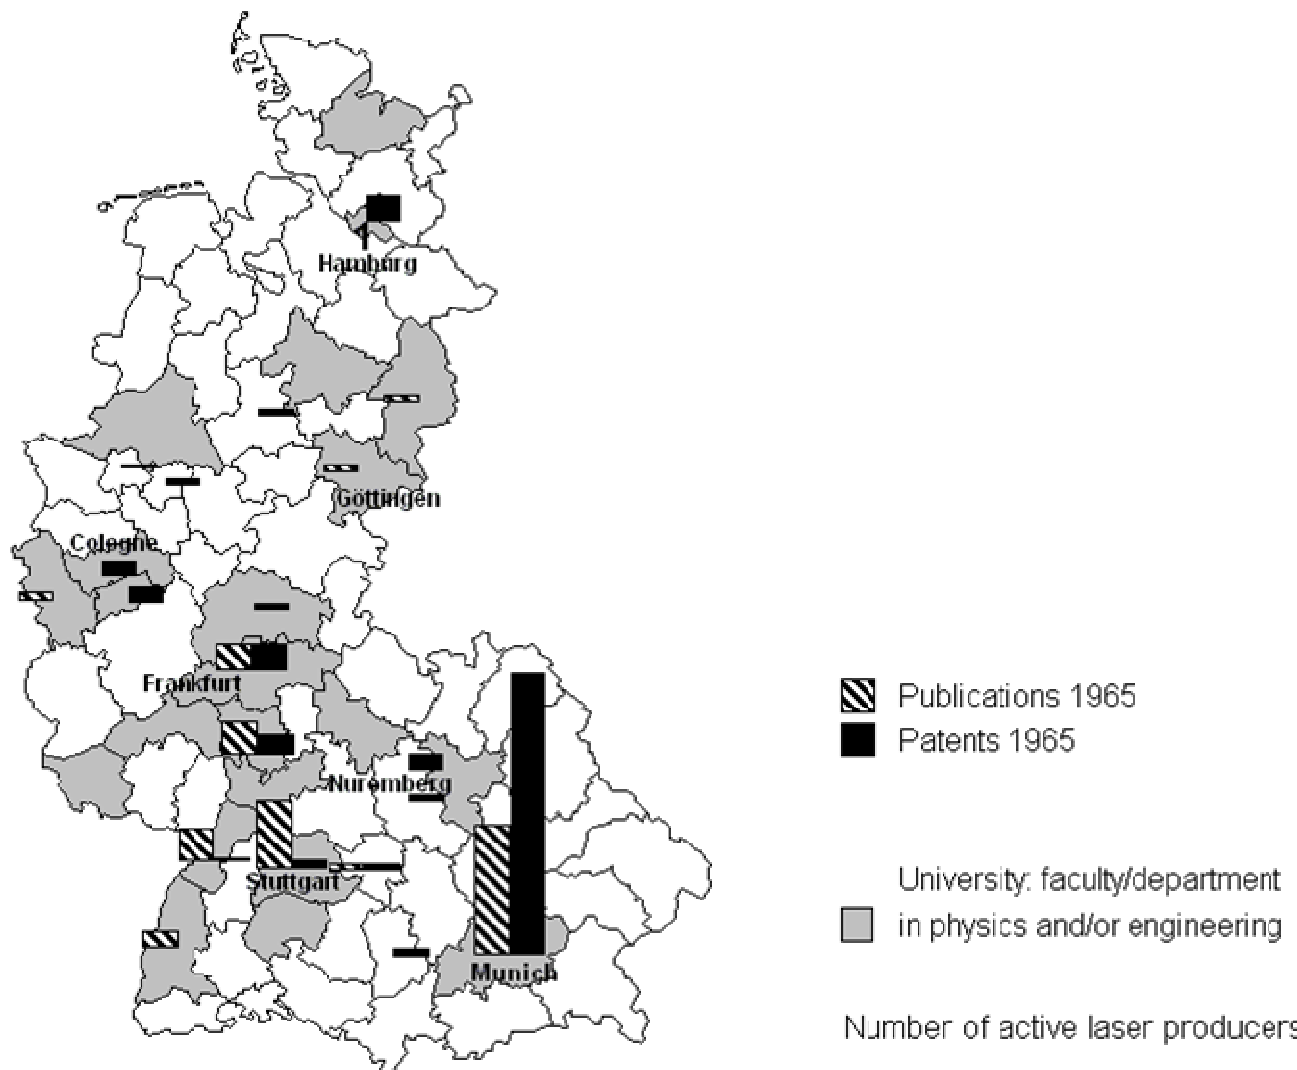 Hamburg
Göttingen
Cologne
Frankfurt
Nuremberg
Stuttgart
Munich
Publications 1965
Patents 1965
University: faculty/department
in physics and/or engineering
Number of active laser producers